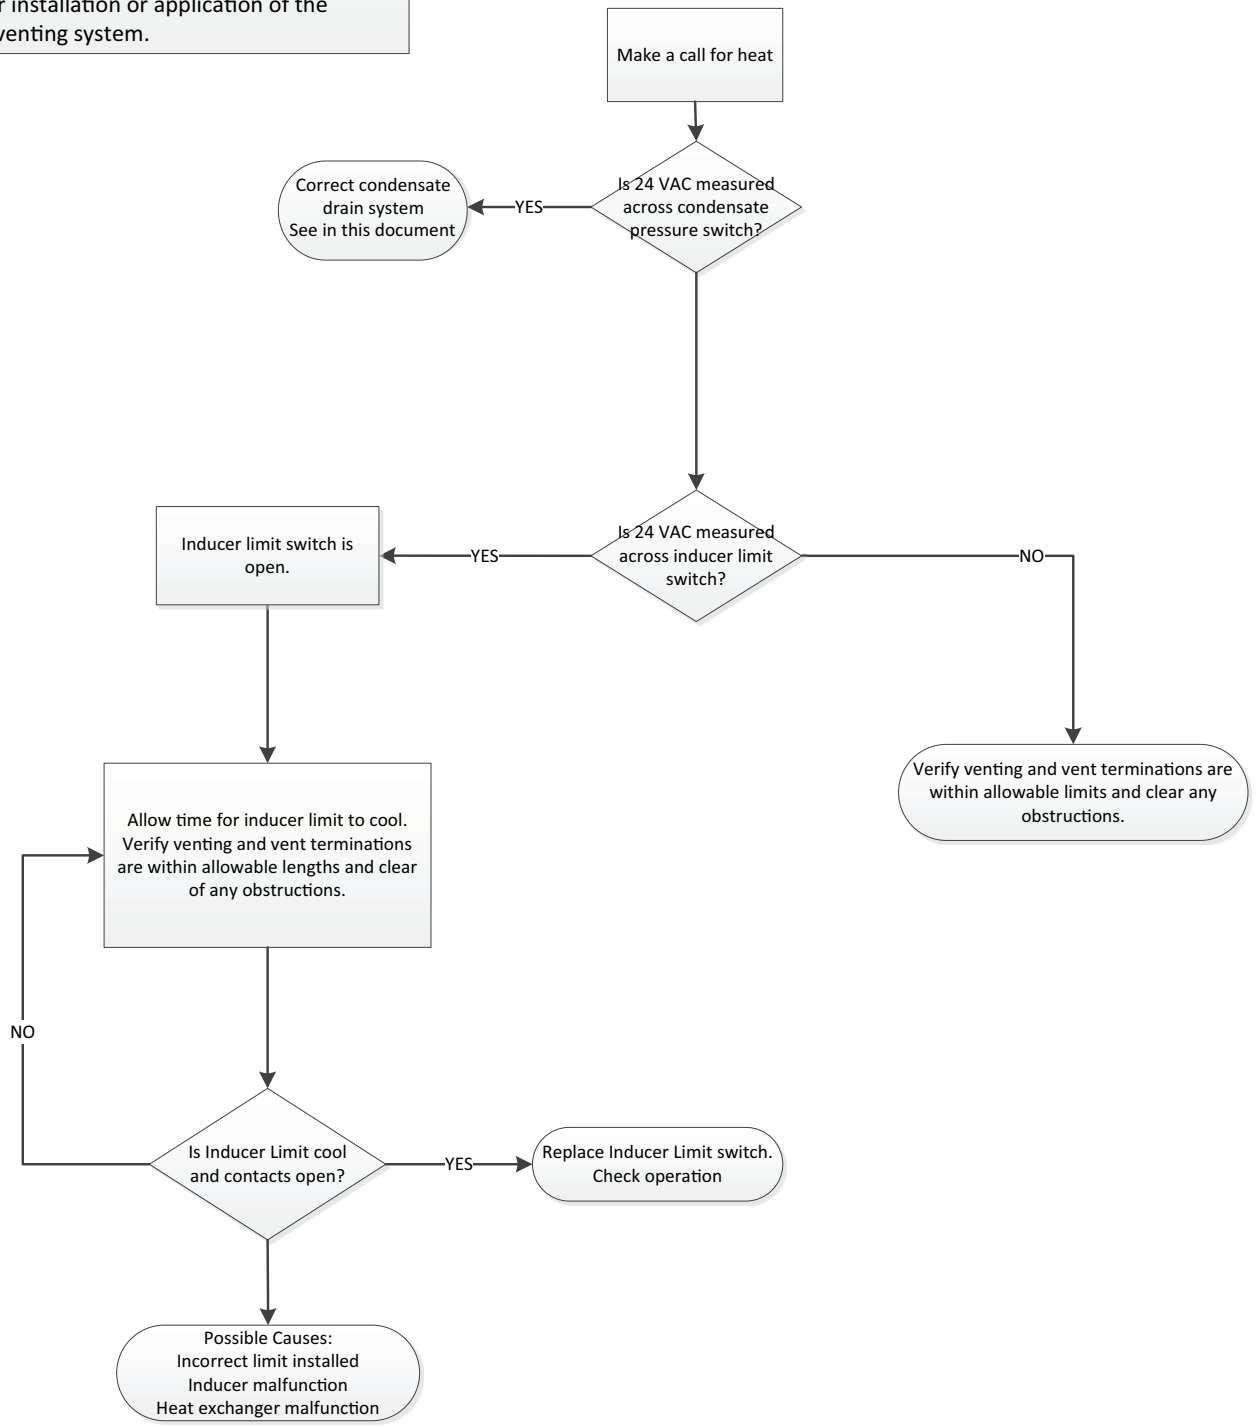 r installation or application of the
venting system.
Make a call for heat
Is 24 VAC measured
across condensate
pressure switch?
YES
Correct condensate
drain system
See in this document
Is 24 VAC measured
across inducer limit
switch?
YES
NO
Inducer limit switch is
open.
Verify venting and vent terminations are
within allowable limits and clear any
obstructions.
Allow time for inducer limit to cool.
Verify venting and vent terminations
are within allowable lengths and clear
of any obstructions.
NO
Is Inducer Limit cool
and contacts open?
YES
Replace Inducer Limit switch.
Check operation
Possible Causes:
Incorrect limit installed
Inducer malfunction
Heat exchanger malfunction